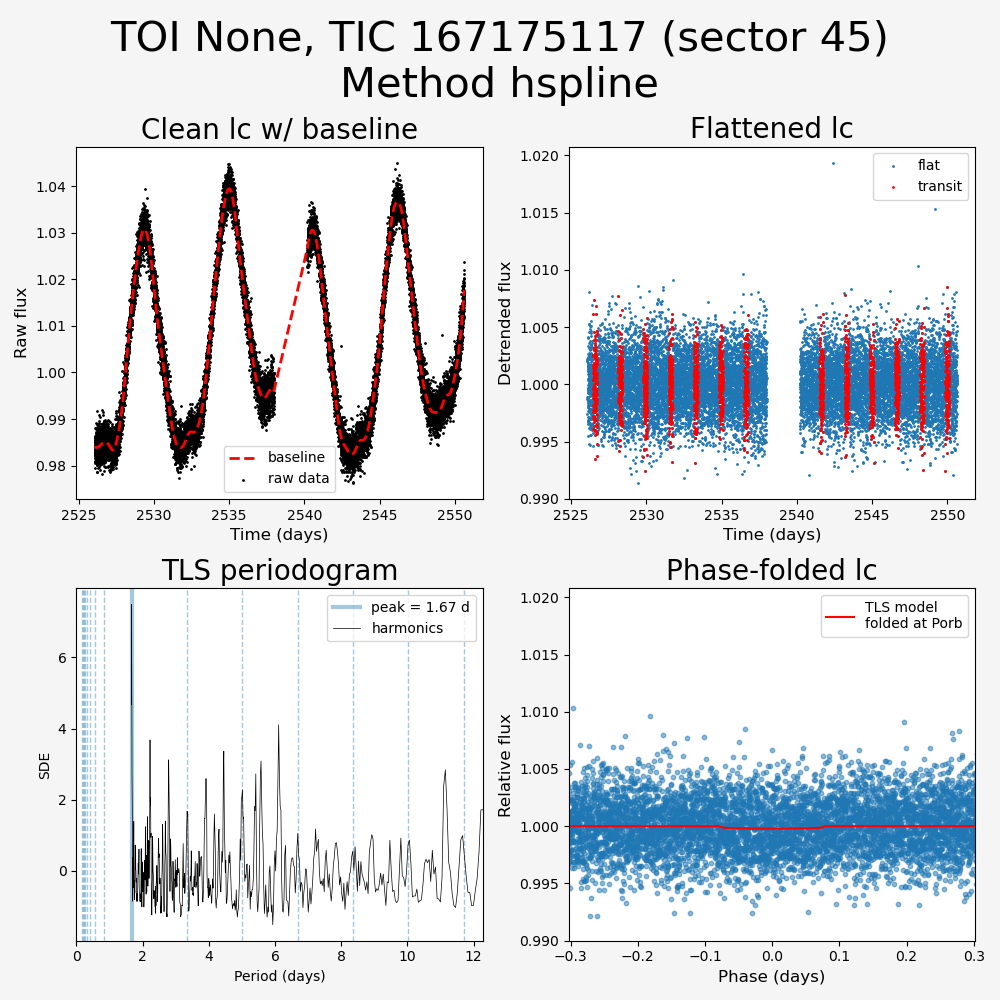 TOI None, TIC 167175117 (sector 45)
Method hspline
Clean lc w/ baseline
Raw flux
1.04
1.03
1.02
1.01
1.00
0.99
0.98
baseline
raw data
2525
2530
2535
2540
2545
2550
Time (days)
Flattened lc
Detrended flux
1.020
1.015
1.010
1.005
1.000
0.995
0.990
flat
transit
2525
2530
2535
2540
2545
2550
Time (days)
TLS periodogram
SDE
6
4
2
0
peak = 1.67 d
harmonics
0
2
4
6
8
10
12
Period (days)
Phase-folded lc
Relative flux
1.020
1.015
1.010
1.005
1.000
0.995
0.990
TLS model
folded at Porb
−0.3
−0.2
−0.1
0.0
0.1
0.2
0.3
Phase (days)